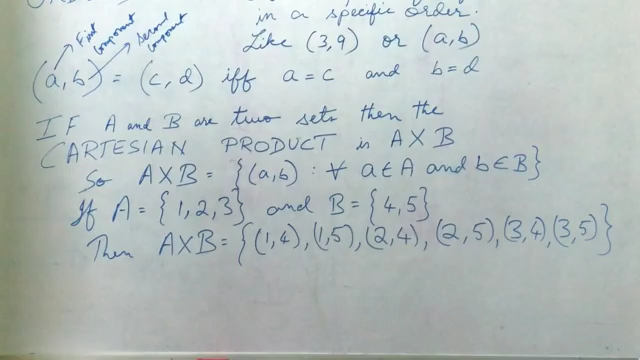 in a specific order.
First component
Second component
Like (3,9) or (a,b)
(a,b) = (c,d) iff a=c and b=d
IF A and B are two sets then the
CARTESIAN PRODUCT is A×B
So A×B = {(a,b) : ∀ a∈A and b∈B}
If A = {1,2,3} and B = {4,5}
Then A×B = {(1,4),(1,5),(2,4),(2,5),(3,4),(3,5)}